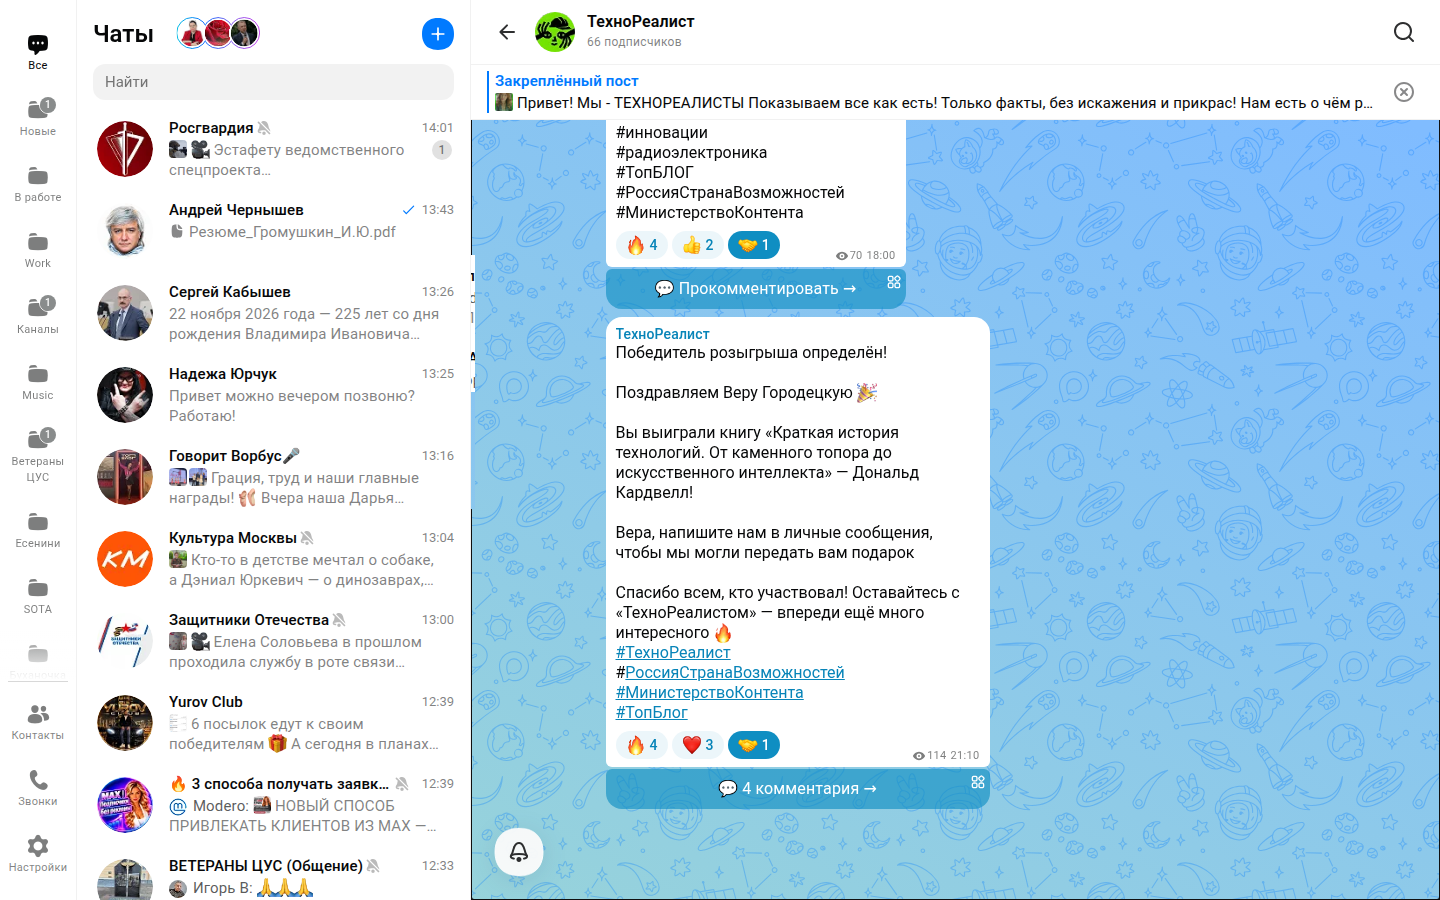 Все
Новые
1
В работе
Work
Каналы
1
Music
Ветераны
ЦУС
1
Есенини
SOTA
Контакты
Звонки
Настройки
Чаты
Найти
Росгвардия
14:01
Эстафету ведомственного
спецпроекта…
1
Андрей Чернышев
13:43
Резюме_Громушкин_И.Ю.pdf
Сергей Кабышев
13:26
22 ноября 2026 года — 225 лет со дня
рождения Владимира Ивановича…
Надежа Юрчук
13:25
Привет можно вечером позвоню?
Работаю!
Говорит Ворбус🎤
13:16
Грация, труд и наши главные
награды! 🩰 Вчера наша Дарья…
Культура Москвы
13:04
Кто-то в детстве мечтал о собаке,
а Дэниал Юркевич — о динозаврах,…
КМ
Защитники Отечества
13:00
Елена Соловьева в прошлом
проходила службу в роте связи…
Yurov Club
12:39
6 посылок едут к своим
победителям 🎁 А сегодня в планах…
🔥 3 способа получать заявк…
12:39
Modero: НОВЫЙ СПОСОБ
ПРИВЛЕКАТЬ КЛИЕНТОВ ИЗ MAX —…
ВЕТЕРАНЫ ЦУС (Общение)
12:33
Игорь В: 🙏🙏🙏
ТехноРеалист
66 подписчиков
Закреплённый пост
Привет! Мы - ТЕХНОРЕАЛИСТЫ Показываем все как есть! Только факты, без искажения и прикрас! Нам есть о чём р…
#инновации
#радиоэлектроника
#ТопБЛОГ
#РоссияСтранаВозможностей
#МинистерствоКонтента
🔥 4 👍 2 🤝 1
70 18:00
💬 Прокомментировать →
ТехноРеалист
Победитель розыгрыша определён!
Поздравляем Веру Городецкую 🎉
Вы выиграли книгу «Краткая история
технологий. От каменного топора до
искусственного интеллекта» — Дональд
Кардвелл!
Вера, напишите нам в личные сообщения,
чтобы мы могли передать вам подарок
Спасибо всем, кто участвовал! Оставайтесь с
«ТехноРеалистом» — впереди ещё много
интересного 🔥
#ТехноРеалист
#РоссияСтранаВозможностей
#МинистерствоКонтента
#ТопБлог
🔥 4 ❤️ 3 🤝 1
114 21:10
💬 4 комментария →